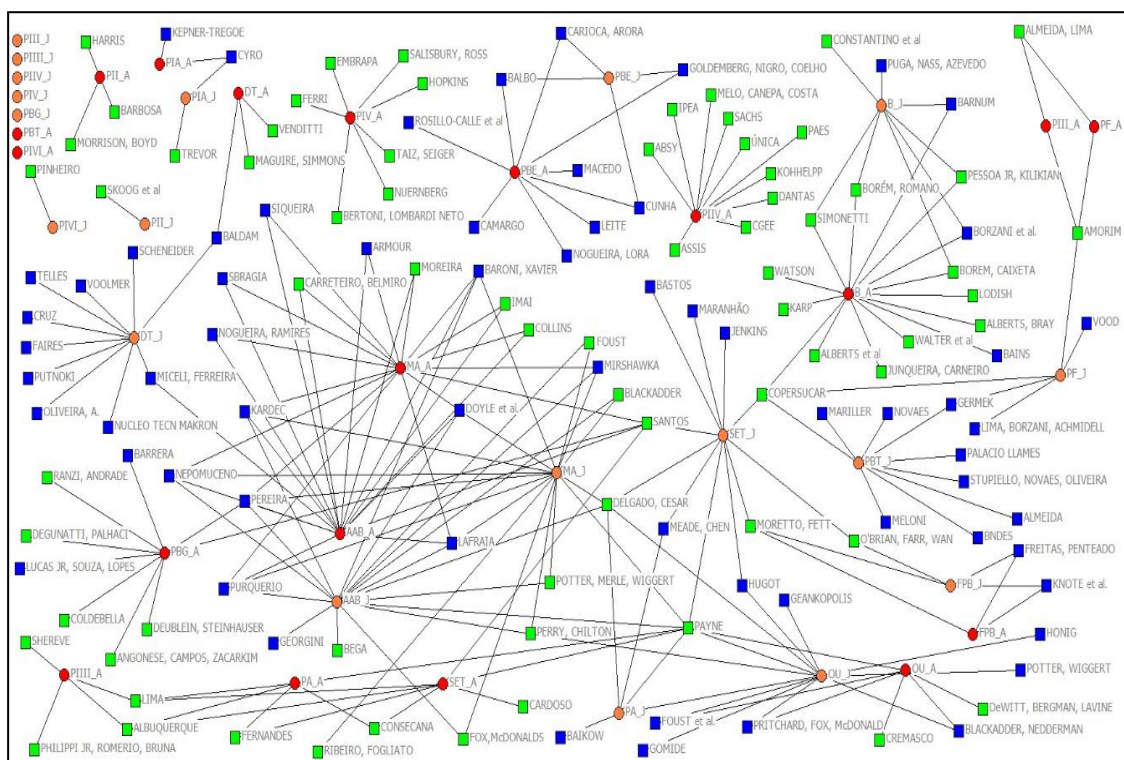 PIII_J
PIIII_J
PIIV_J
PIV_J
PBG_J
PBT_A
PIVI_A
HARRIS
PII_A
BARBOSA
MORRISON, BOYD
PINHEIRO
PIVI_J
SKOOG et al
PII_J
KEPNER-TREGOE
PIA_A
CYRO
PIA_J
TREVOR
DT_A
VENDITTI
MAGUIRE, SIMMONS
EMBRAPA
SALISBURY, ROSS
HOPKINS
FERRI
PIV_A
TAIZ, SEIGER
NUERNBERG
BERTONI, LOMBARDI NETO
CARIOCA, ARORA
BALBO
PBE_J
GOLDEMBERG, NIGRO, COELHO
ROSILLO-CALLE et al
PBE_A
MACEDO
CUNHA
LEITE
CAMARGO
NOGUEIRA, LORA
MELO, CANEPA, COSTA
IPEA
SACHS
ÚNICA
PAES
ABSY
KOHHELPP
DANTAS
PIIV_A
CGEE
ASSIS
CONSTANTINO et al
PUGA, NASS, AZEVEDO
B_J
BARNUM
PESSOA JR, KILIKIAN
BORÉM, ROMANO
SIMONETTI
BORZANI et al.
BOREM, CAIXETA
WATSON
B_A
LODISH
KARP
ALBERTS, BRAY
WALTER et al
BAINS
ALBERTS et al
JUNQUEIRA, CARNEIRO
ALMEIDA, LIMA
PIII_A
PF_A
AMORIM
VOOD
PF_J
GERMEK
LIMA, BORZANI, ACHMIDELL
COPERSUCAR
MARILLER
NOVAES
PBT_J
PALACIO LLAMES
STUPIELLO, NOVAES, OLIVEIRA
ALMEIDA
MELONI
BNDES
SCHENEIDER
BALDAM
TELLES
VOOLMER
CRUZ
DT_J
FAIRES
PUTNOKI
MICELI, FERREIRA
OLIVEIRA, A.
NUCLEO TECN MAKRON
SIQUEIRA
ARMOUR
SBRAGIA
CARRETEIRO, BELMIRO
MOREIRA
BARONI, XAVIER
NOGUEIRA, RAMIRES
IMAI
COLLINS
FOUST
MA_A
MIRSHAWKA
KARDEC
DOYLE et al.
BLACKADDER
SANTOS
BASTOS
MARANHÃO
JENKINS
SET_J
BARRERA
RANZI, ANDRADE
NEPOMUCENO
MA_J
PEREIRA
DELGADO, CESAR
DEGUNATTI, PALHACI
PBG_A
AAB_A
LAFRAIA
MEADE, CHEN
MORETTO, FETT
O'BRIAN, FARR, WAN
FREITAS, PENTEADO
LUCAS JR, SOUZA, LOPES
PURQUERIO
AAB_J
POTTER, MERLE, WIGGERT
HUGOT
GEANKOPOLIS
FPB_J
KNOTE et al.
COLDEBELLA
DEUBLEIN, STEINHAUSER
GEORGINI
BEGA
PERRY, CHILTON
PAYNE
FPB_A
HONIG
SHEREVE
ANGONESE, CAMPOS, ZACARKIM
PIIII_A
PA_A
SET_A
OU_J
OU_A
POTTER, WIGGERT
LIMA
CARDOSO
PA_J
FOUST et al.
PRITCHARD, FOX, McDONALD
DeWITT, BERGMAN, LAVINE
ALBUQUERQUE
FERNANDES
CONSECANA
BLACKADDER, NEDDERMAN
PHILIPPI JR, ROMERIO, BRUNA
RIBEIRO, FOGLIATO
FOX,McDONALDS
BAIKOW
GOMIDE
CREMASCO